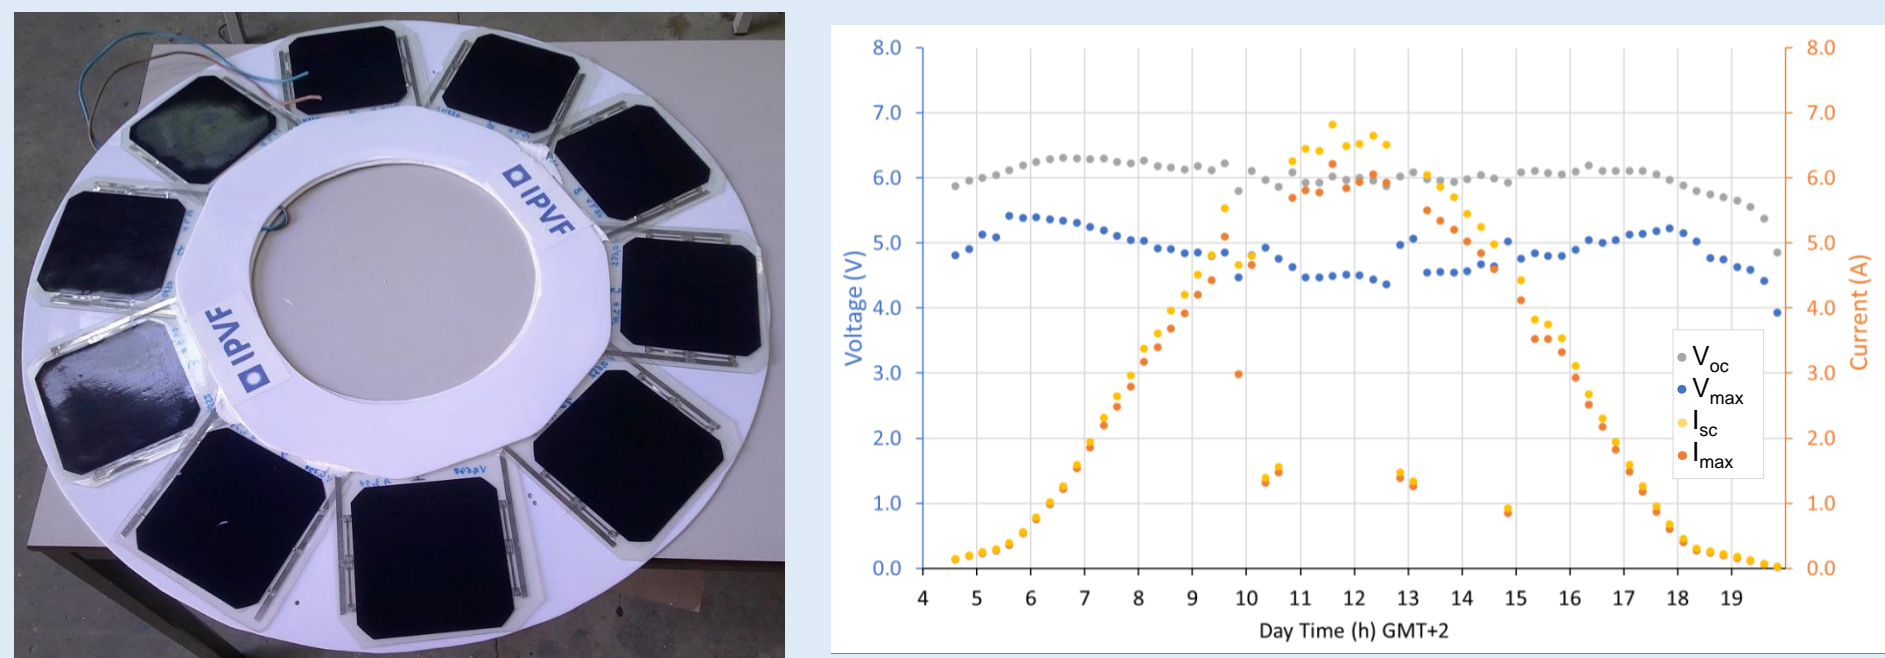 IPVF
IPVF
8.0
7.0
6.0
5.0
4.0
3.0
2.0
1.0
0.0
Voltage (V)
8.0
7.0
6.0
5.0
4.0
3.0
2.0
1.0
0.0
Current (A)
Voc
Vmax
Isc
Imax
4 5 6 7 8 9 10 11 12 13 14 15 16 17 18 19
Day Time (h) GMT+2